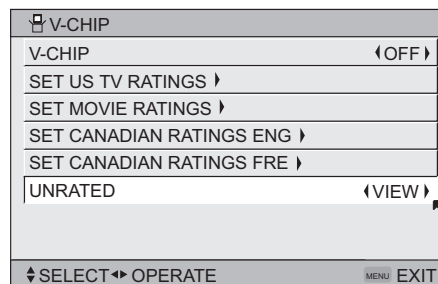 V-CHIP
V-CHIP OFF
SET US TV RATINGS
SET MOVIE RATINGS
SET CANADIAN RATINGS ENG
SET CANADIAN RATINGS FRE
UNRATED VIEW
SELECT OPERATE MENU EXIT